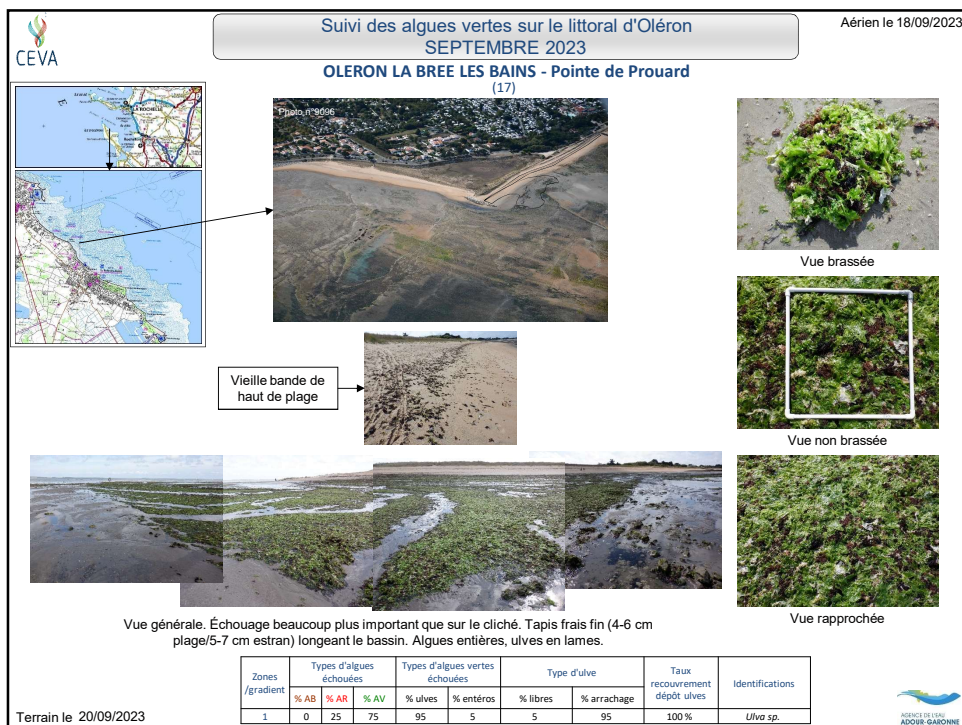 CEVA
Suivi des algues vertes sur le littoral d'Oléron
SEPTEMBRE 2023
Aérien le 18/09/2023
OLERON LA BREE LES BAINS - Pointe de Prouard
(17)
Photo n°9096
LA ROCHELLE
Vue brassée
Vue non brassée
Vieille bande de
haut de plage
Vue rapprochée
Vue générale. Échouage beaucoup plus important que sur le cliché. Tapis frais fin (4-6 cm
plage/5-7 cm estran) longeant le bassin. Algues entières, ulves en lames.
Zones
/gradient
Types d'algues
échouées
Types d'algues vertes
échouées
Type d'ulve
Taux
recouvrement
dépôt ulves
Identifications
% AB % AR % AV % ulves % entéros % libres % arrachage
1 0 25 75 95 5 5 95 100 % Ulva sp.
Terrain le 20/09/2023
AGENCE DE L'EAU
ADOUR-GARONNE